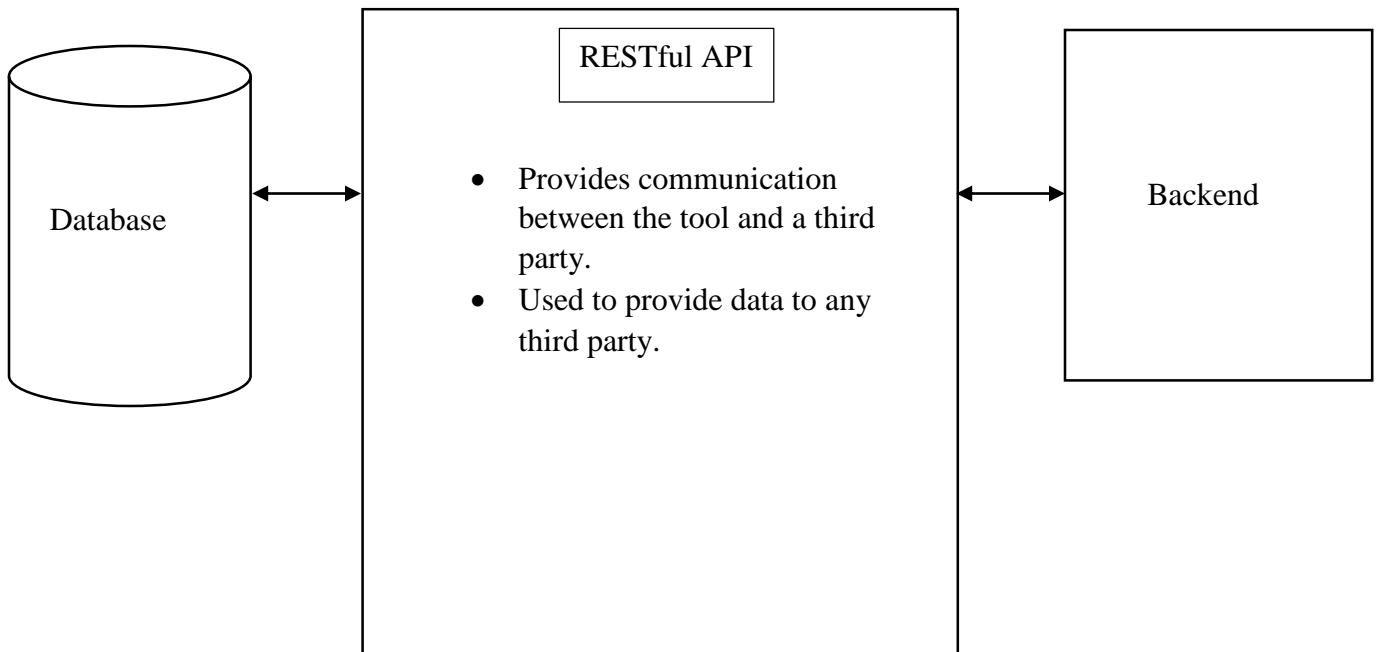 RESTful API
Database
• Provides communication
between the tool and a third
party.
• Used to provide data to any
third party.
Backend